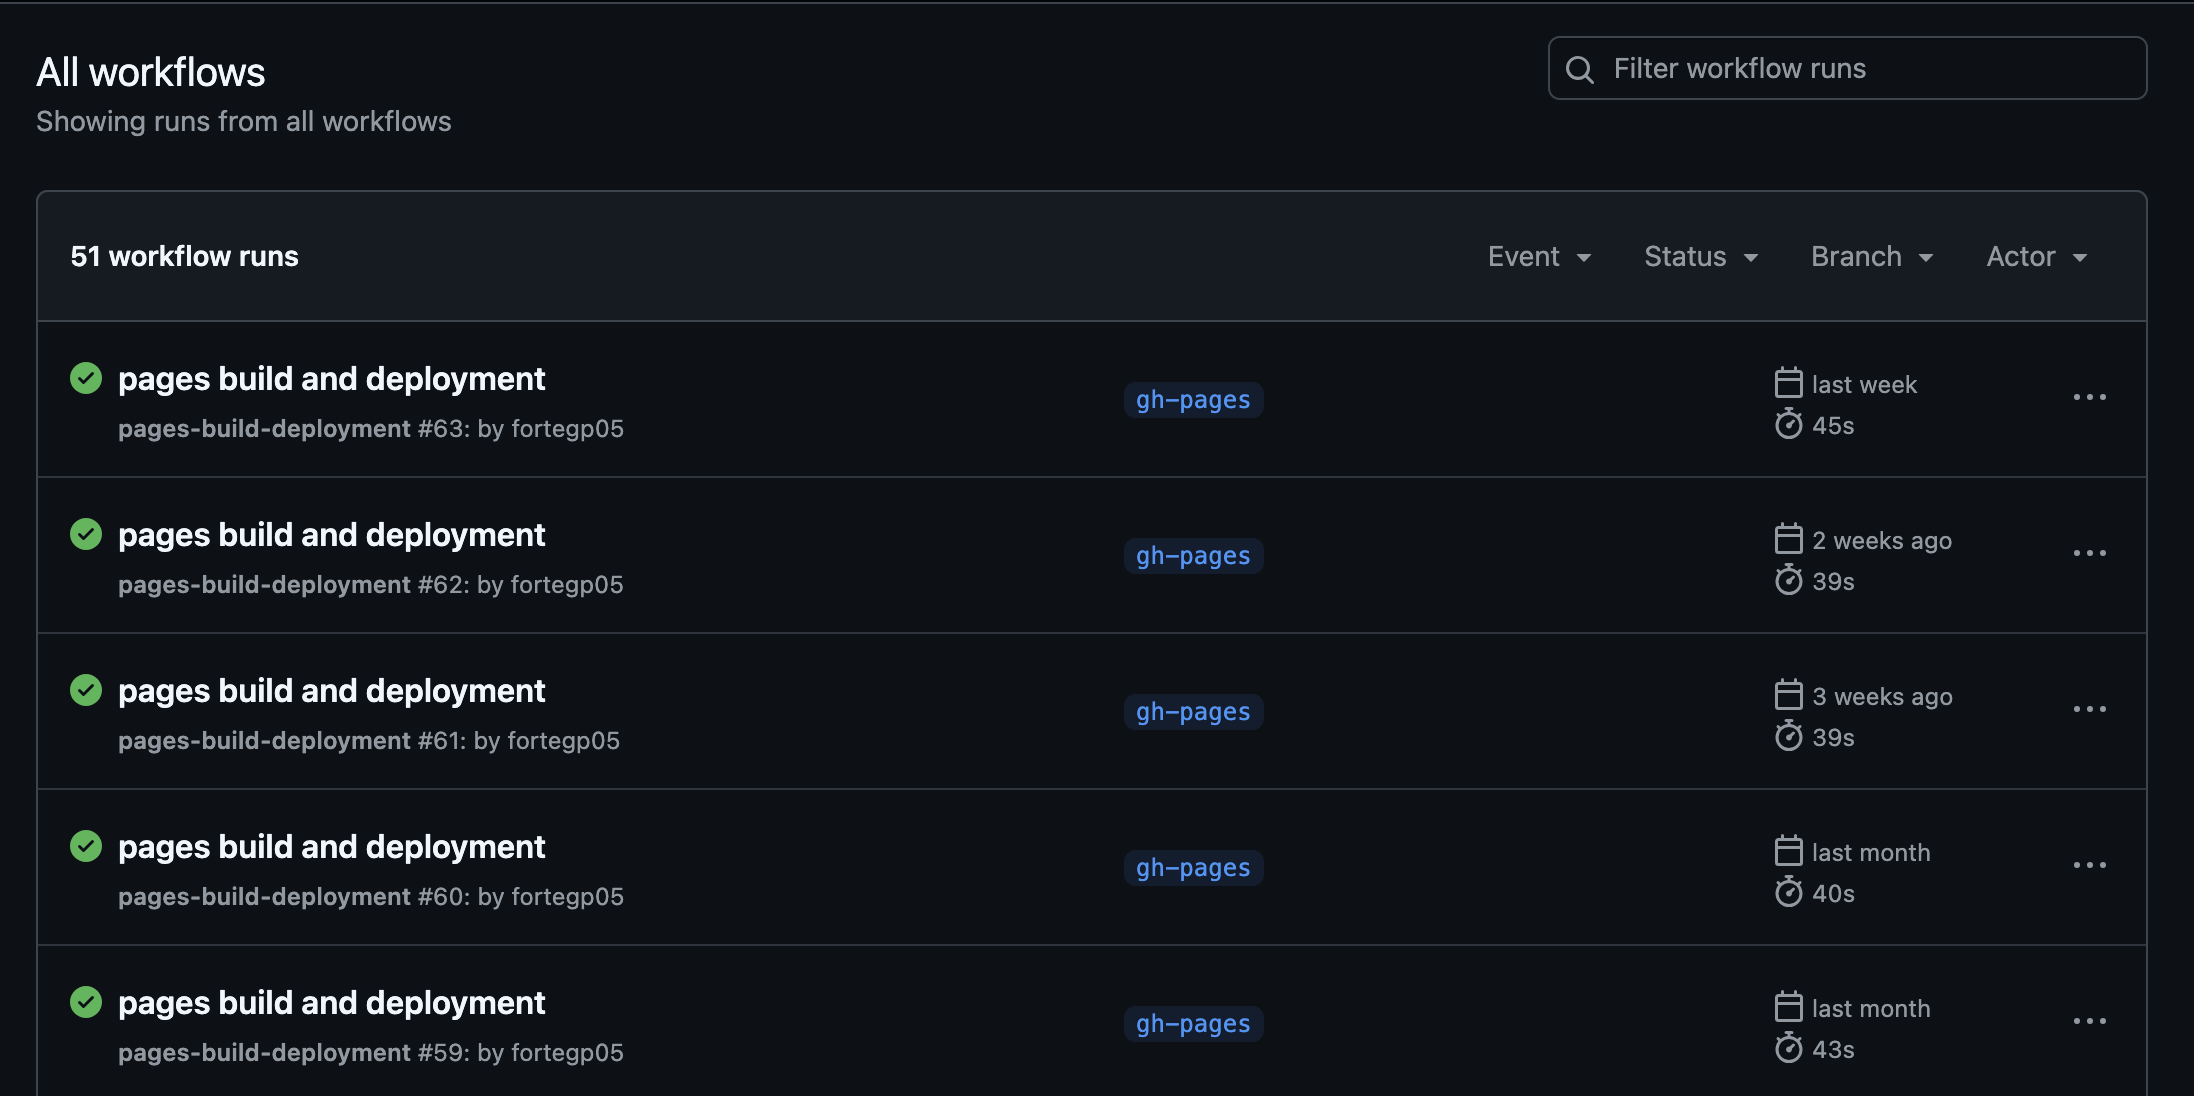 All workflows
Filter workflow runs
Showing runs from all workflows
51 workflow runs
Event Status Branch Actor
pages build and deployment
pages-build-deployment #63: by fortegp05
gh-pages
last week
45s
pages build and deployment
pages-build-deployment #62: by fortegp05
gh-pages
2 weeks ago
39s
pages build and deployment
pages-build-deployment #61: by fortegp05
gh-pages
3 weeks ago
39s
pages build and deployment
pages-build-deployment #60: by fortegp05
gh-pages
last month
40s
pages build and deployment
pages-build-deployment #59: by fortegp05
gh-pages
last month
43s